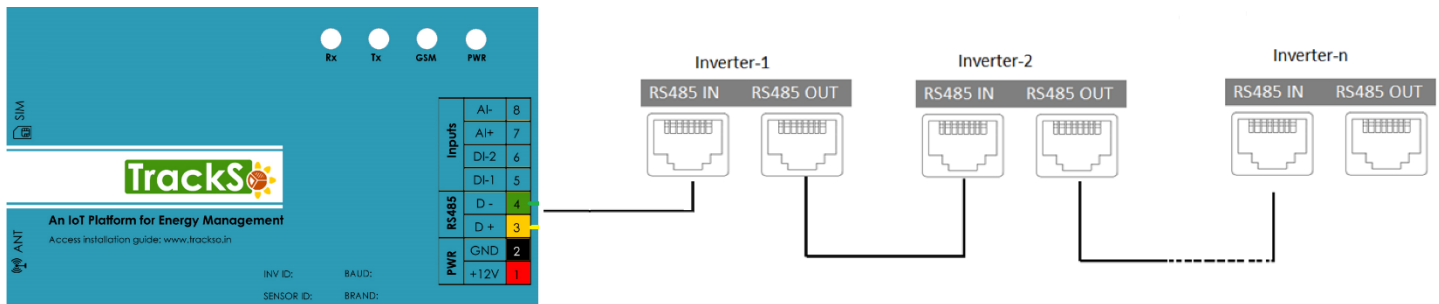 Rx Tx GSM PWR
SIM
TrackSo
An IoT Platform for Energy Management
Access installation guide: www.trackso.in
ANT
INV ID: BAUD:
SENSOR ID: BRAND:
Inputs
AI- 8
AI+ 7
DI-2 6
DI-1 5
RS485
D - 4
D + 3
PWR
GND 2
+12V 1
Inverter-1
RS485 IN RS485 OUT
Inverter-2
RS485 IN RS485 OUT
Inverter-n
RS485 IN RS485 OUT